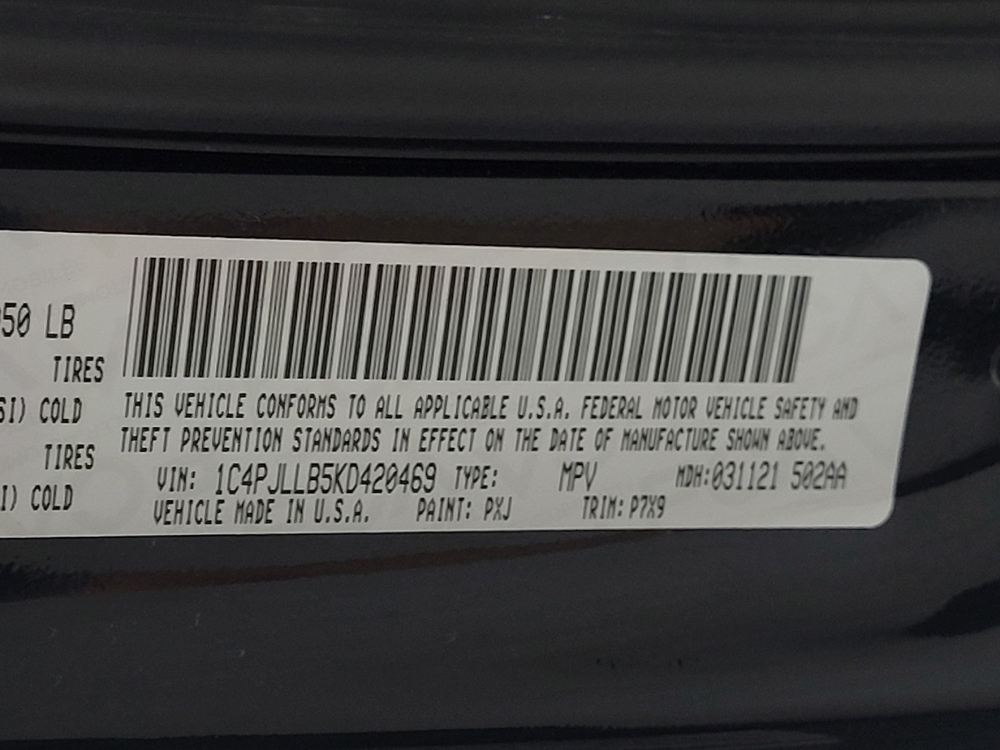 50 LB
TIRES
SI) COLD
TIRES
I) COLD
THIS VEHICLE CONFORMS TO ALL APPLICABLE U.S.A. FEDERAL MOTOR VEHICLE SAFETY AND
THEFT PREVENTION STANDARDS IN EFFECT ON THE DATE OF MANUFACTURE SHOWN ABOVE.
VIN: 1C4PJLLB5KD420469 TYPE: MPV MDH:031121 502AA
VEHICLE MADE IN U.S.A. PAINT: PXJ TRIM: P7X9